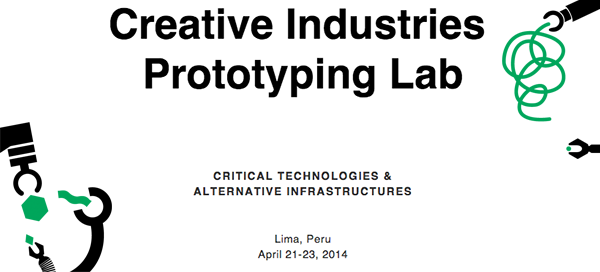 Creative Industries
Prototyping Lab
CRITICAL TECHNOLOGIES &
ALTERNATIVE INFRASTRUCTURES
Lima, Peru
April 21-23, 2014